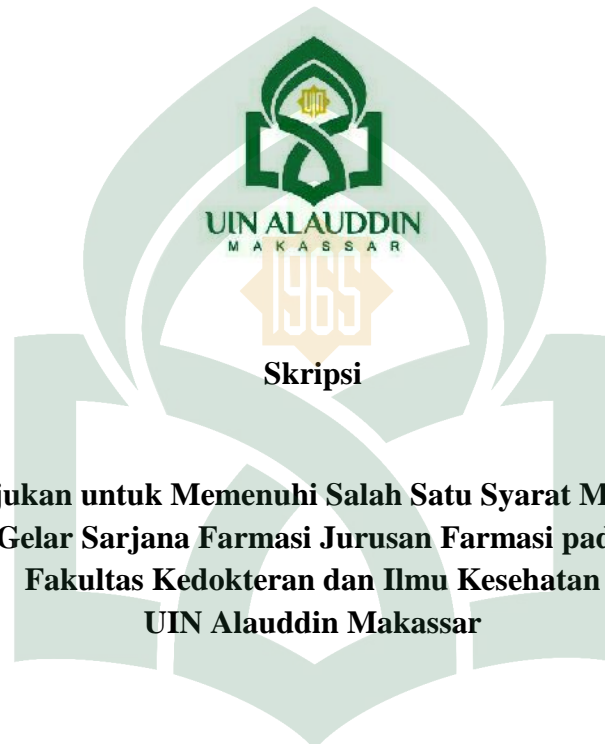 UIN
UIN ALAUDDIN
MAKASSAR
1965
Skripsi
jukan untuk Memenuhi Salah Satu Syarat M
Gelar Sarjana Farmasi Jurusan Farmasi pad
Fakultas Kedokteran dan Ilmu Kesehatan
UIN Alauddin Makassar